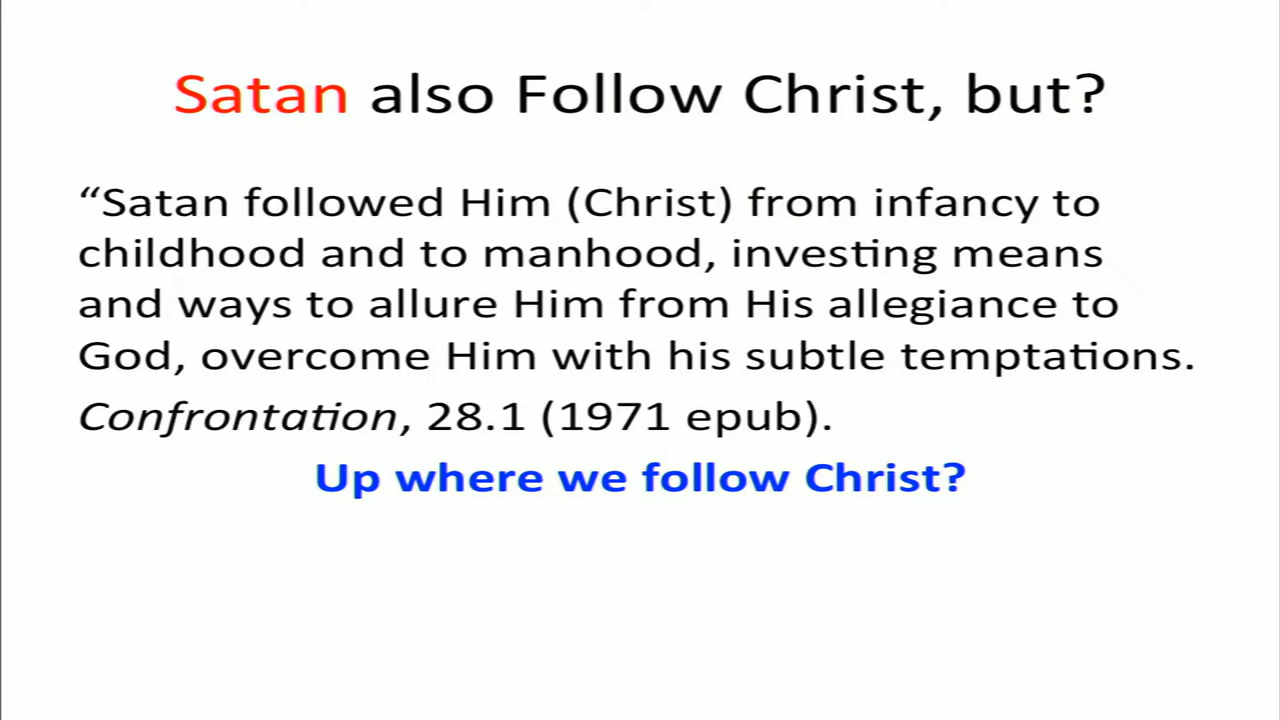 Satan also Follow Christ, but?
“Satan followed Him (Christ) from infancy to
childhood and to manhood, investing means
and ways to allure Him from His allegiance to
God, overcome Him with his subtle temptations.
Confrontation, 28.1 (1971 epub).
Up where we follow Christ?